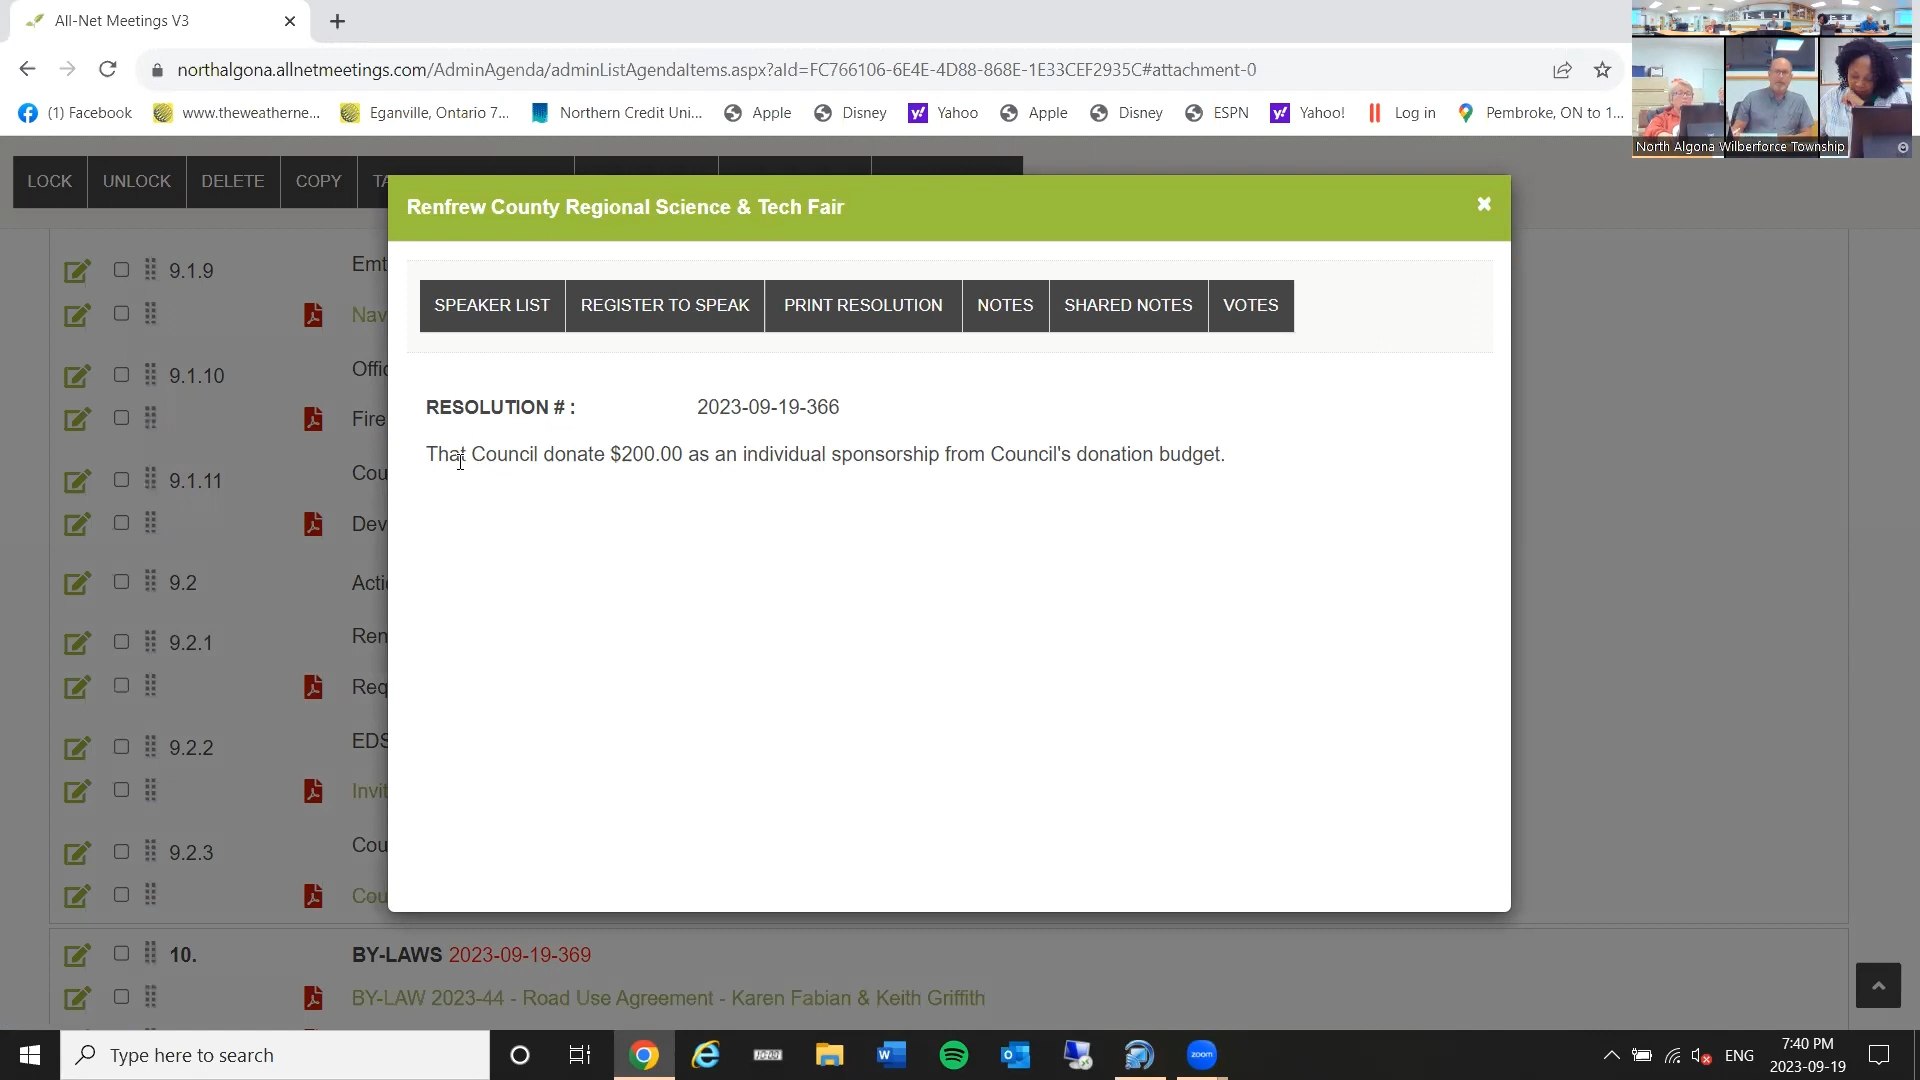 All-Net Meetings V3
northalgona.allnetmeetings.com/AdminAgenda/adminListAgendaItems.aspx?aId=FC766106-6E4E-4D88-868E-1E33CEF2935C#attachment-0
(1) Facebook www.theweatherne... Eganville, Ontario 7... Northern Credit Uni... Apple Disney Yahoo Apple Disney ESPN Yahoo! Log in Pembroke, ON to 1...
North Algona Wilberforce Township
LOCK UNLOCK DELETE COPY TA
Renfrew County Regional Science & Tech Fair
SPEAKER LIST REGISTER TO SPEAK PRINT RESOLUTION NOTES SHARED NOTES VOTES
RESOLUTION # : 2023-09-19-366
That Council donate $200.00 as an individual sponsorship from Council's donation budget.
9.1.9 Emt
Nav
9.1.10 Offic
Fire
9.1.11 Cou
Dev
9.2 Acti
9.2.1 Ren
Req
9.2.2 EDS
Invit
9.2.3 Cou
Cou
10. BY-LAWS 2023-09-19-369
BY-LAW 2023-44 - Road Use Agreement - Karen Fabian & Keith Griffith
Type here to search
zoom
ENG
7:40 PM
2023-09-19